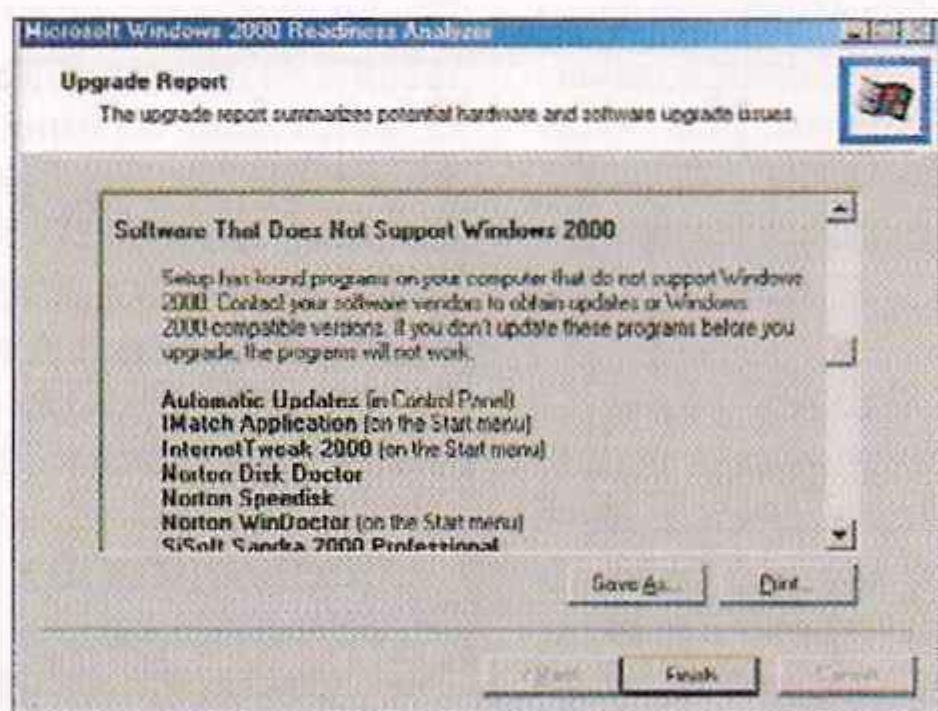 Microsoft Windows 2000 Readiness Analyzer
Upgrade Report
The upgrade report summarizes potential hardware and software upgrade issues.
Software That Does Not Support Windows 2000
Setup has found programs on your computer that do not support Windows
2000. Contact your software vendors to obtain updates or Windows
2000-compatible versions. If you don't update these programs before you
upgrade, the programs will not work.
Automatic Updates (in Control Panel)
IMatch Application (on the Start menu)
InternetTweak 2000 (on the Start menu)
Norton Disk Doctor
Norton Speedisk
Norton WinDoctor (on the Start menu)
SiSoft Sandra 2000 Professional
Save As...
Print...
< Back
Finish
Cancel